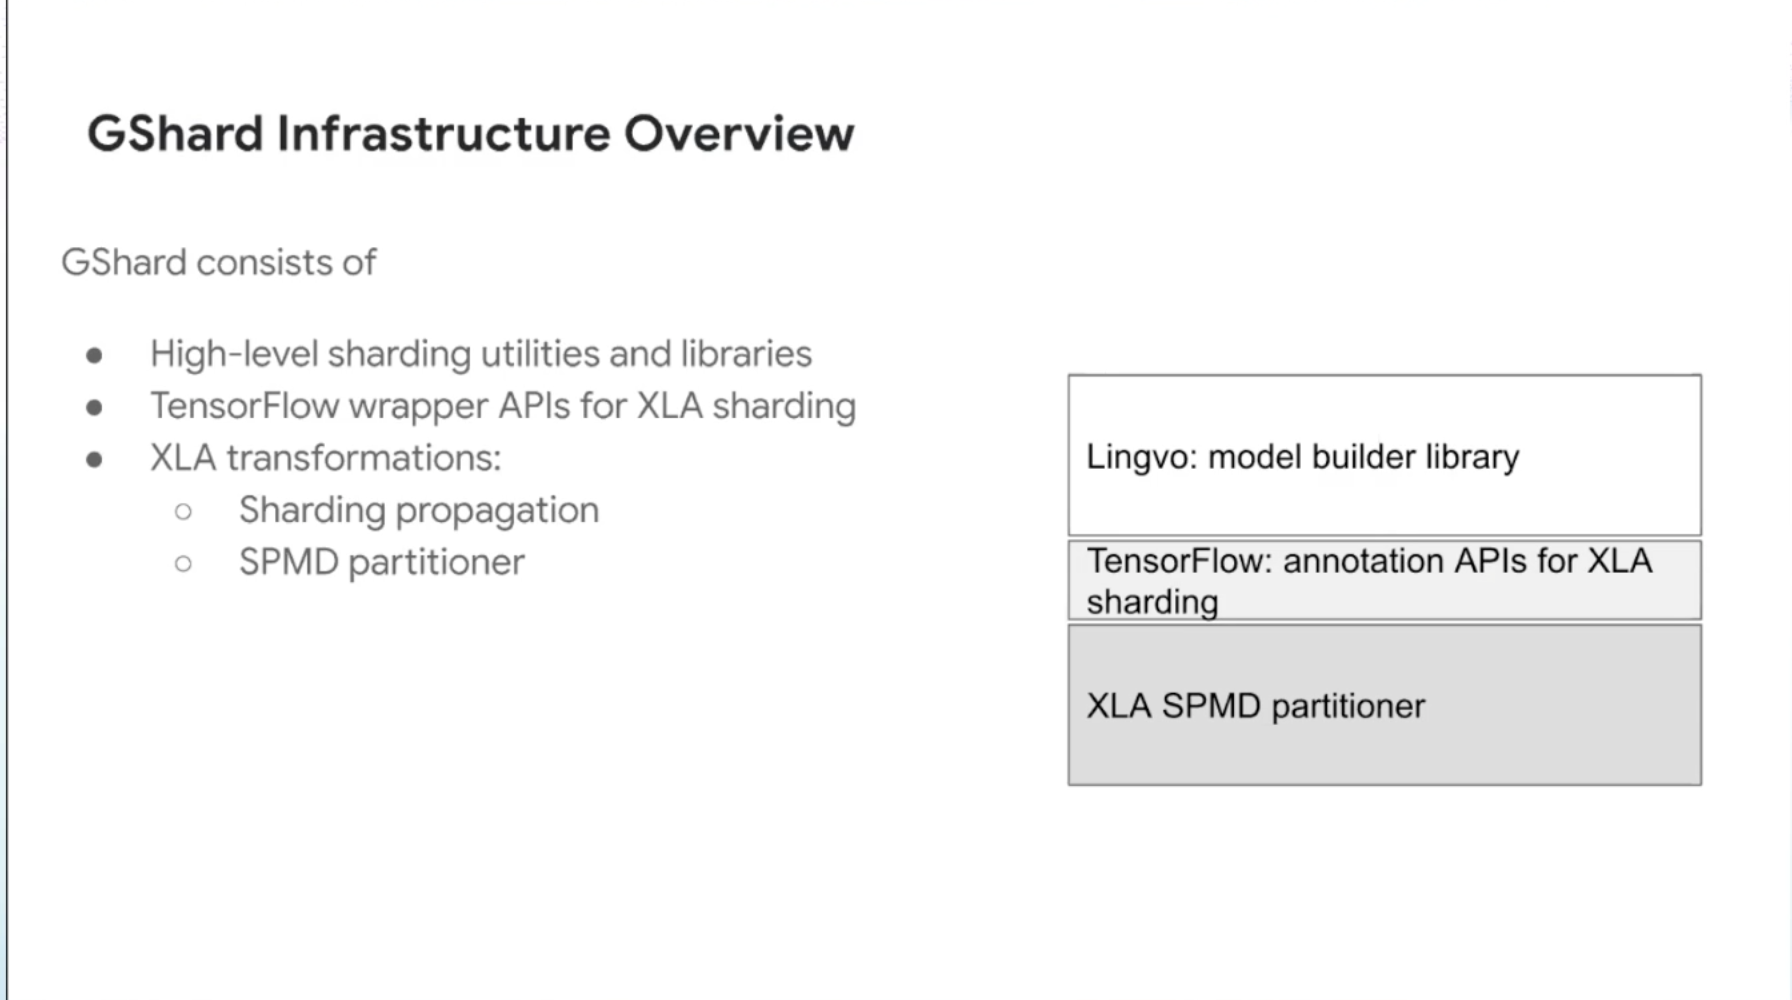 GShard Infrastructure Overview
GShard consists of
● High-level sharding utilities and libraries
● TensorFlow wrapper APIs for XLA sharding
● XLA transformations:
○ Sharding propagation
○ SPMD partitioner
Lingvo: model builder library
TensorFlow: annotation APIs for XLA
sharding
XLA SPMD partitioner